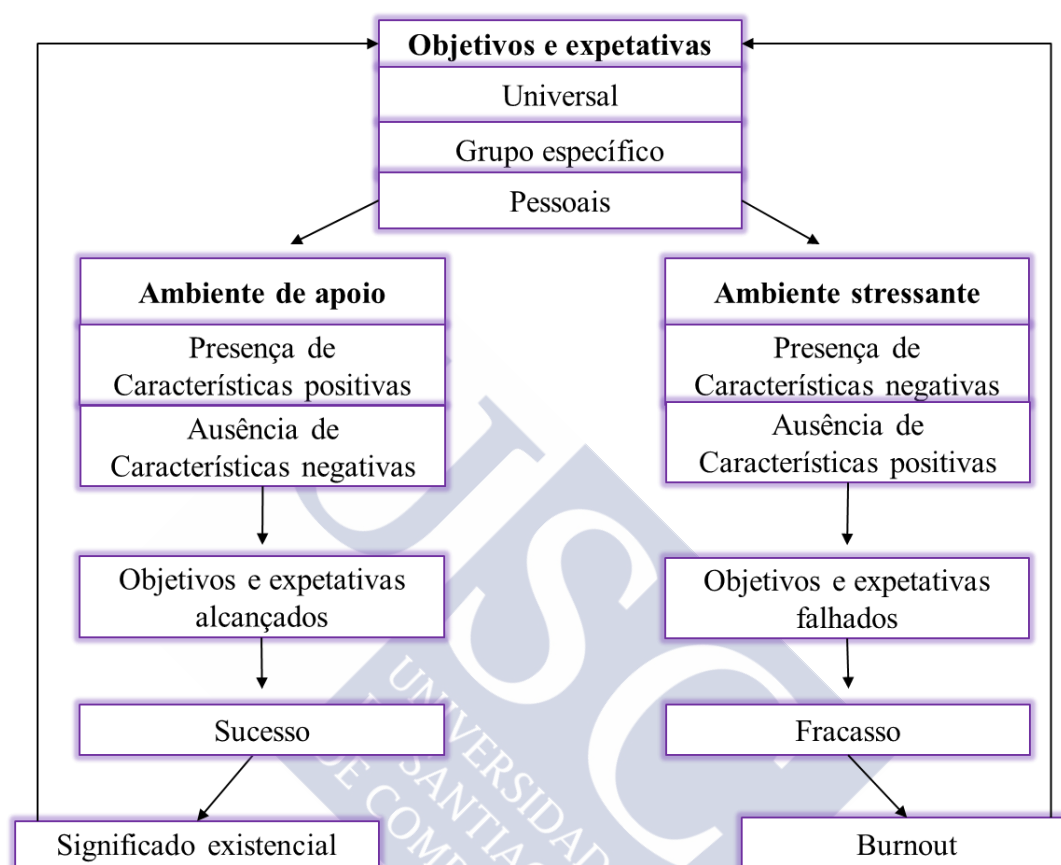 Objetivos e expetativas
Universal
Grupo específico
Pessoais
Ambiente de apoio
Presença de
Características positivas
Ausência de
Características negativas
Objetivos e expetativas
alcançados
Sucesso
Significado existencial
Ambiente stressante
Presença de
Características negativas
Ausência de
Características positivas
Objetivos e expetativas
falhados
Fracasso
Burnout
USC
UNIVERSIDAD